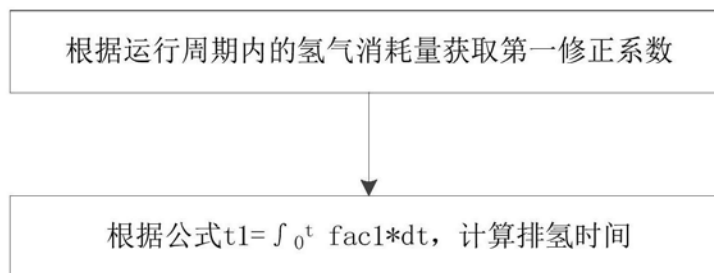 根据运行周期内的氢气消耗量获取第一修正系数
根据公式t1=∫₀ᵗ fac1*dt，计算排氢时间